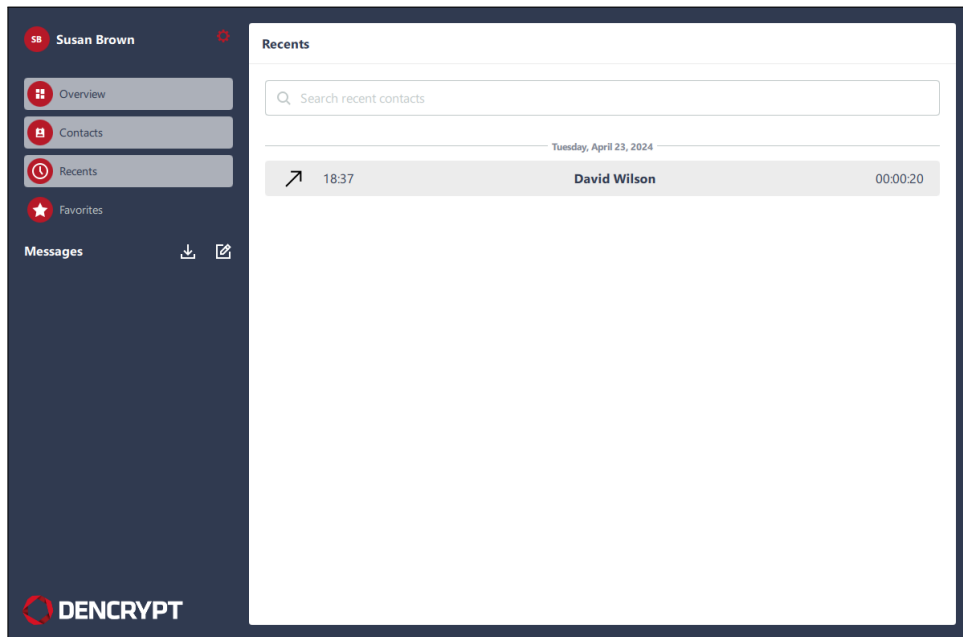 SB Susan Brown
Overview
Contacts
Recents
Favorites
Messages
DENCRYPT
Recents
Search recent contacts
Tuesday, April 23, 2024
18:37 David Wilson 00:00:20